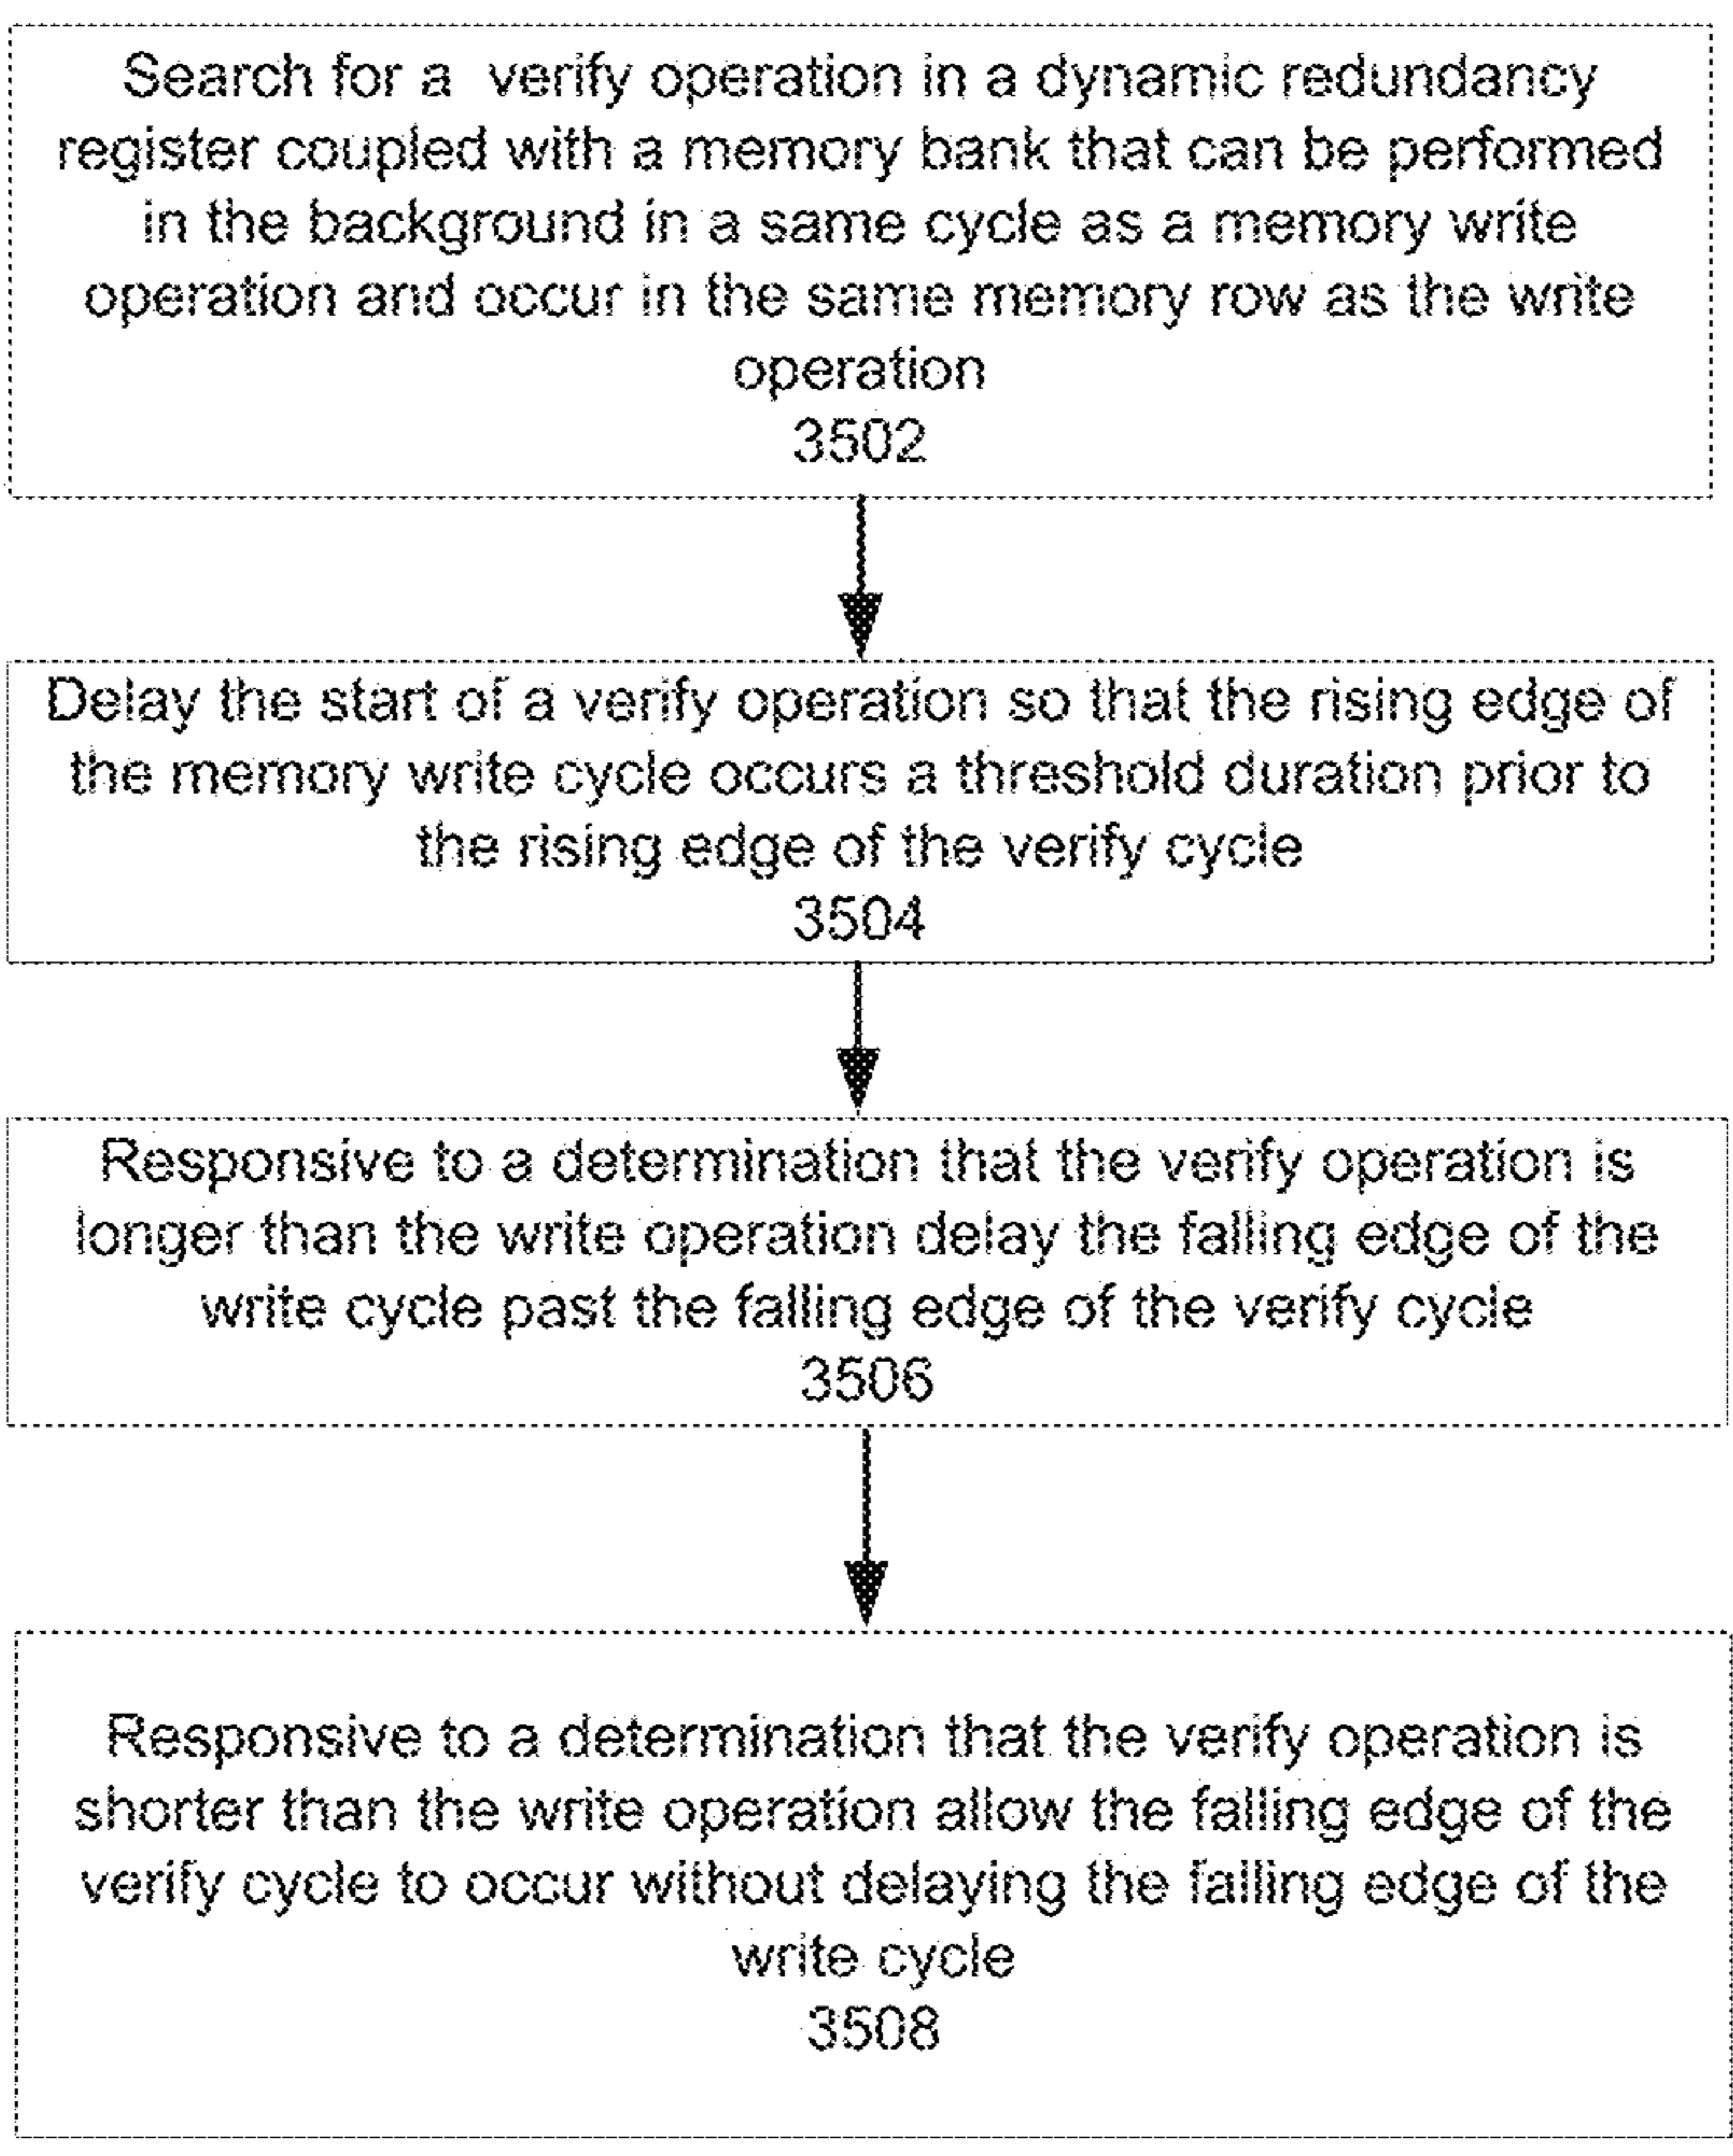 Search for a verify operation in a dynamic redundancy
register coupled with a memory bank that can be performed
in the background in a same cycle as a memory write
operation and occur in the same memory row as the write
operation
3502
Delay the start of a verify operation so that the rising edge of
the memory write cycle occurs a threshold duration prior to
the rising edge of the verify cycle
3504
Responsive to a determination that the verify operation is
longer than the write operation delay the falling edge of the
write cycle past the falling edge of the verify cycle
3506
Responsive to a determination that the verify operation is
shorter than the write operation allow the falling edge of the
verify cycle to occur without delaying the falling edge of the
write cycle
3508